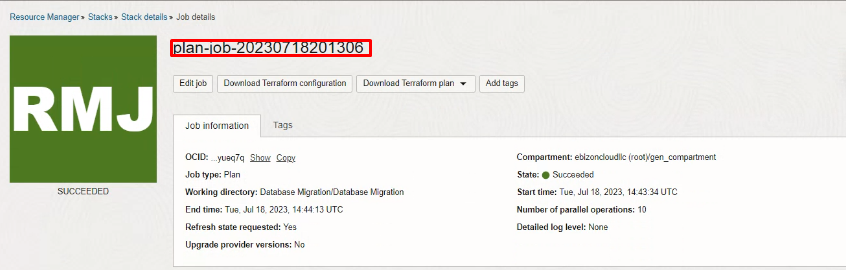 Resource Manager » Stacks » Stack details » Job details
plan-job-20230718201306
RMJ
SUCCEEDED
Edit job Download Terraform configuration Download Terraform plan Add tags
Job information Tags
OCID: ...yueq7q Show Copy
Compartment: ebizoncloudllc (root)/gen_compartment
Job type: Plan
State: Succeeded
Working directory: Database Migration/Database Migration
Start time: Tue, Jul 18, 2023, 14:43:34 UTC
End time: Tue, Jul 18, 2023, 14:44:13 UTC
Number of parallel operations: 10
Refresh state requested: Yes
Detailed log level: None
Upgrade provider versions: No